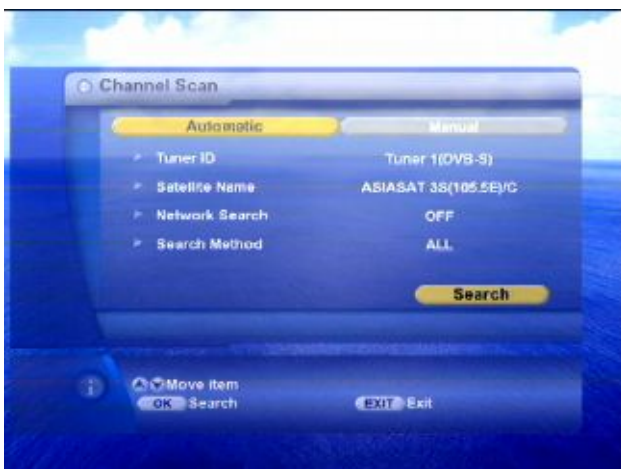 Channel Scan
Automatic Manual
Tuner ID Tuner 1(DVB-S)
Satellite Name ASIASAT 3S(105.5E)/C
Network Search OFF
Search Method ALL
Search
Move item
OK Search EXIT Exit